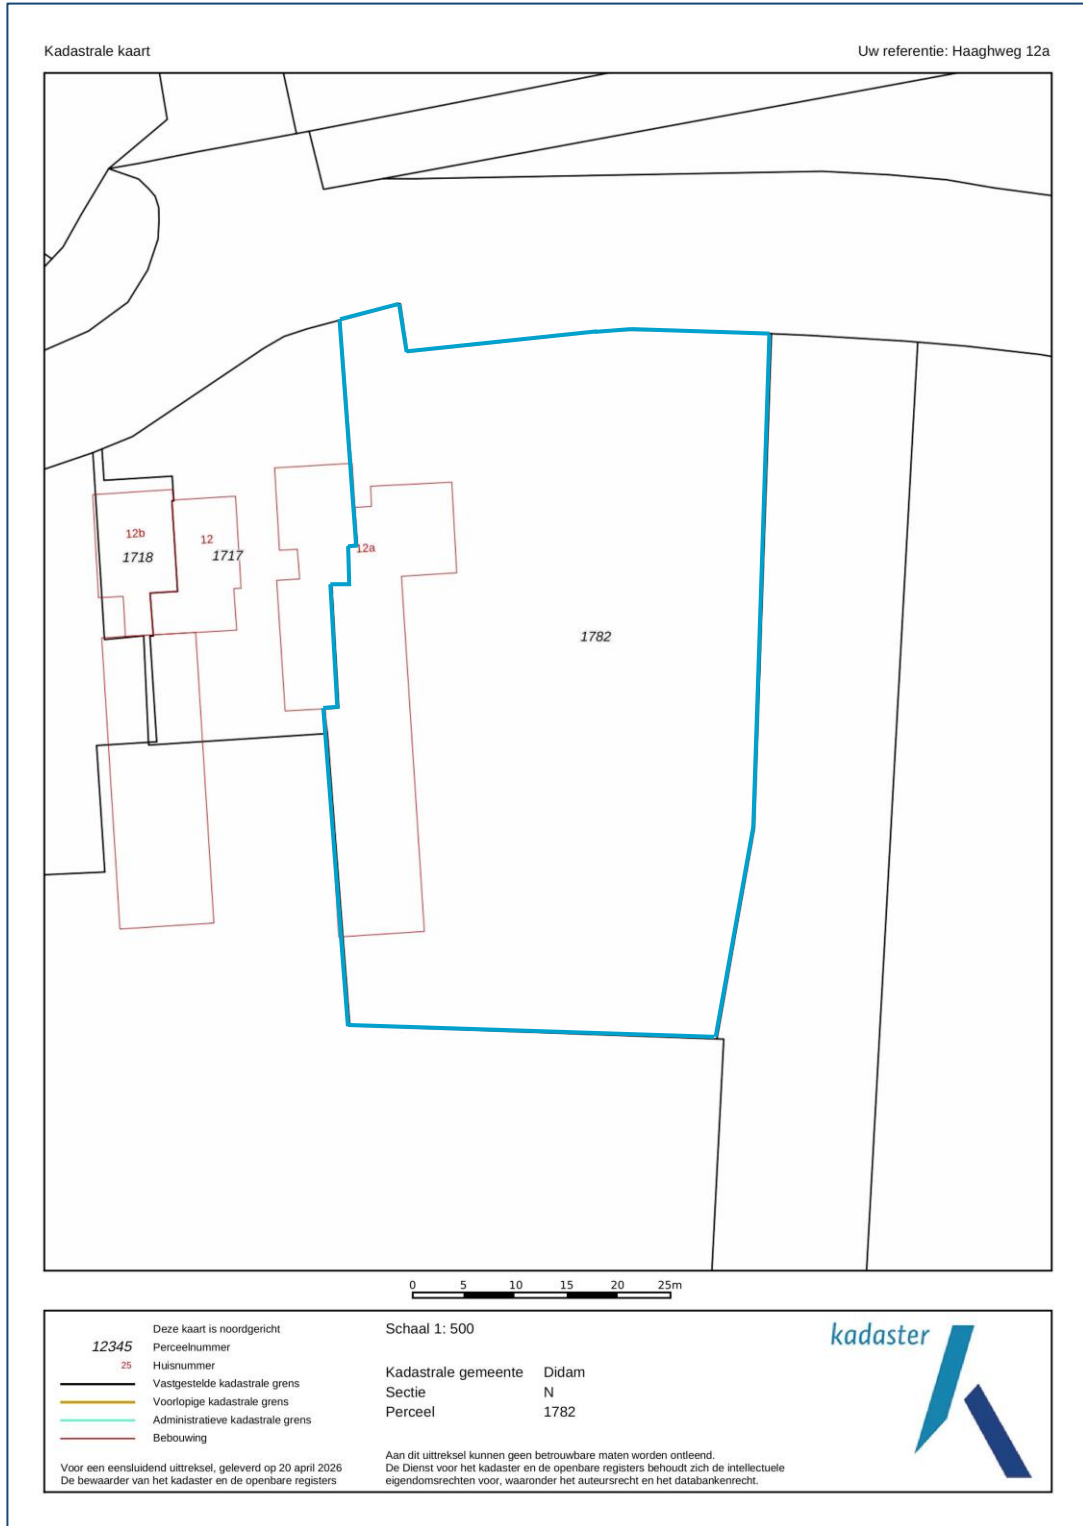 Kadastrale kaart
Uw referentie: Haaghweg 12a
12b
1718
12
1717
12a
1782
0 5 10 15 20 25m
12345
25
Deze kaart is noordgericht
Perceelnummer
Huisnummer
Vastgestelde kadastrale grens
Voorlopige kadastrale grens
Administratieve kadastrale grens
Bebouwing
Voor een eensluidend uittreksel, geleverd op 20 april 2026
De bewaarder van het kadaster en de openbare registers
Schaal 1: 500
Kadastrale gemeente Didam
Sectie N
Perceel 1782
Aan dit uittreksel kunnen geen betrouwbare maten worden ontleend.
De Dienst voor het kadaster en de openbare registers behoudt zich de intellectuele
eigendomsrechten voor, waaronder het auteursrecht en het databankenrecht.
kadaster